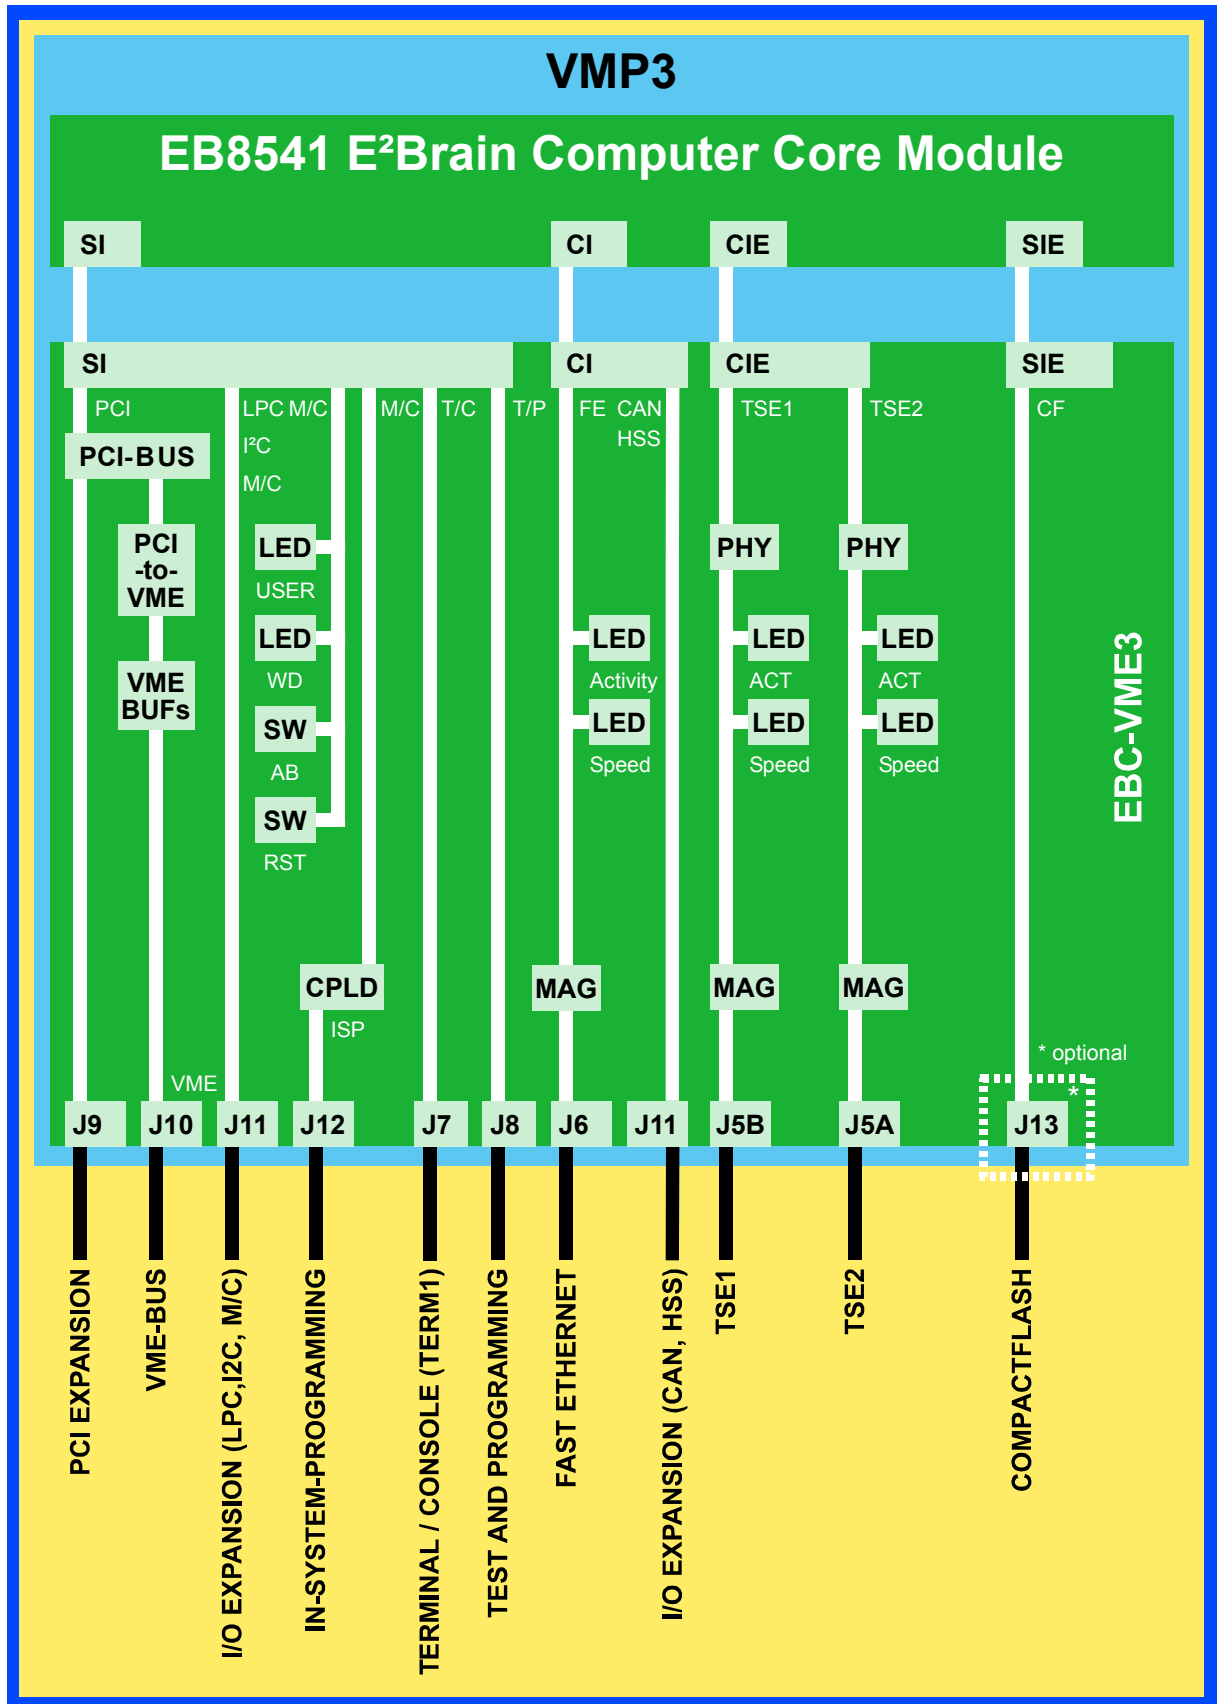 VMP3
EB8541 E²Brain Computer Core Module
SI
CI
CIE
SIE
SI
CI
CIE
SIE
PCI
LPC M/C
M/C
T/C
T/P
FE
CAN
TSE1
TSE2
CF
I²C
HSS
M/C
PCI-BUS
PCI
-to-
VME
VME
BUFs
LED
USER
LED
WD
SW
AB
SW
RST
LED
Activity
LED
Speed
PHY
LED
ACT
LED
Speed
PHY
LED
ACT
LED
Speed
EBC-VME3
CPLD
ISP
MAG
MAG
MAG
* optional
*
VME
J9
J10
J11
J12
J7
J8
J6
J11
J5B
J5A
J13
PCI EXPANSION
VME-BUS
I/O EXPANSION (LPC,I2C, M/C)
IN-SYSTEM-PROGRAMMING
TERMINAL / CONSOLE (TERM1)
TEST AND PROGRAMMING
FAST ETHERNET
I/O EXPANSION (CAN, HSS)
TSE1
TSE2
COMPACTFLASH